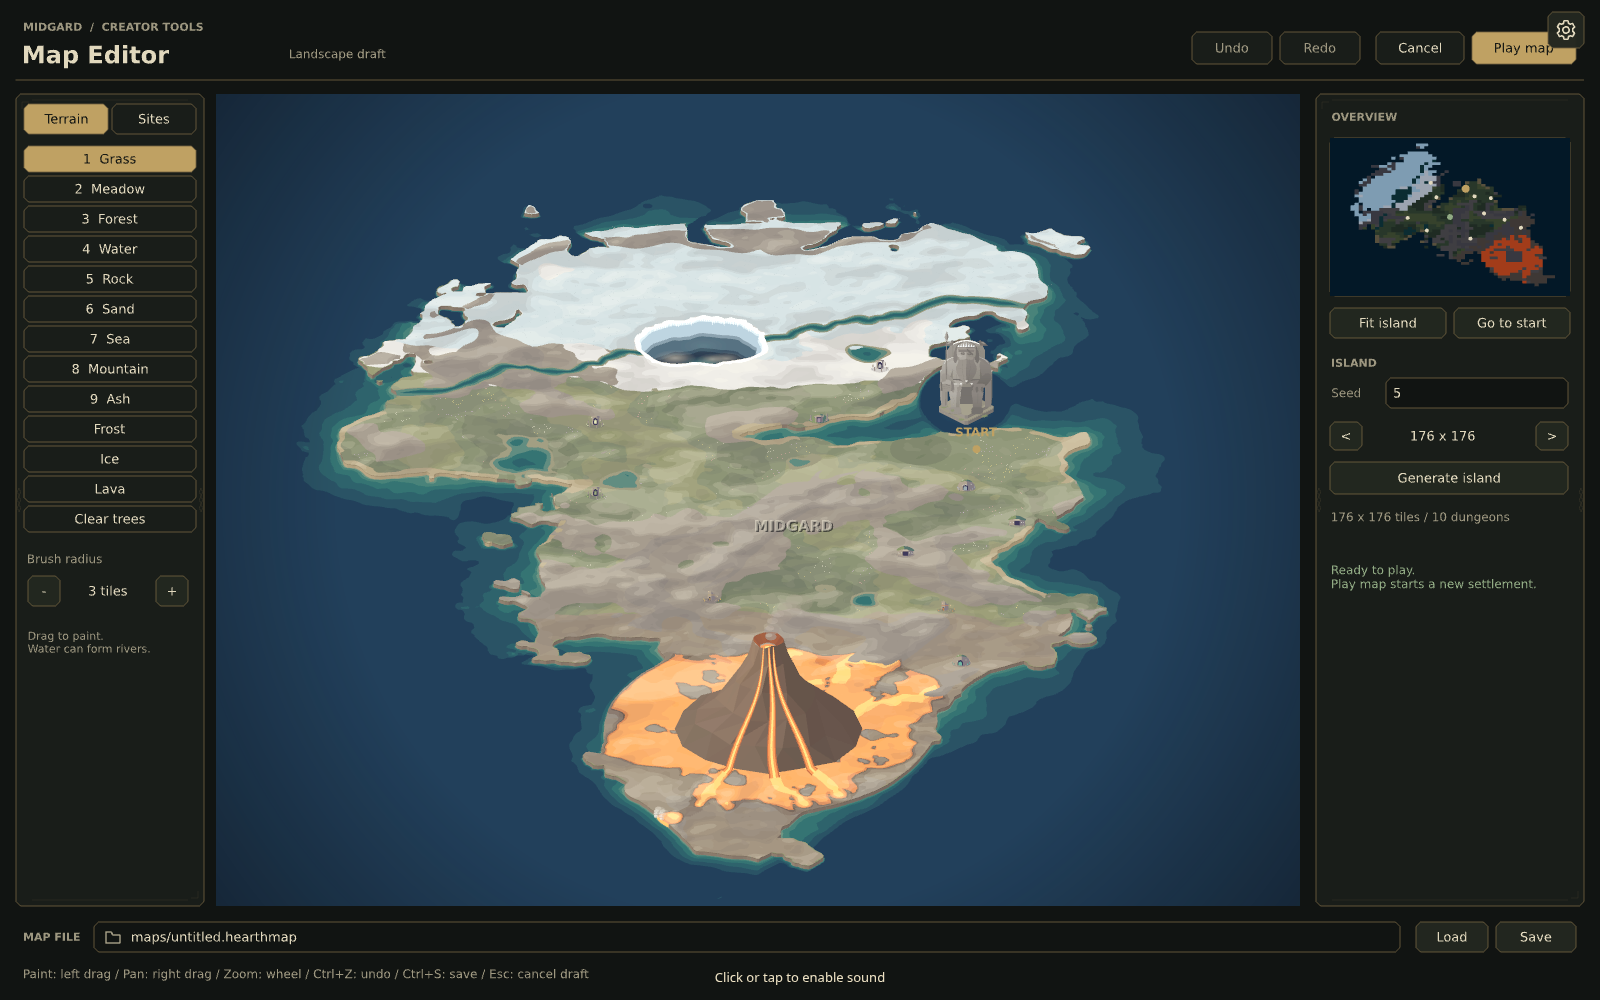 MIDGARD / CREATOR TOOLS
Map Editor
Landscape draft
Undo
Redo
Cancel
Play map
Terrain
Sites
1 Grass
2 Meadow
3 Forest
4 Water
5 Rock
6 Sand
7 Sea
8 Mountain
9 Ash
Frost
Ice
Lava
Clear trees
Brush radius
-
3 tiles
+
Drag to paint.
Water can form rivers.
START
MIDGARD
OVERVIEW
Fit island
Go to start
ISLAND
Seed
5
<
176 x 176
>
Generate island
176 x 176 tiles / 10 dungeons
Ready to play.
Play map starts a new settlement.
MAP FILE
maps/untitled.hearthmap
Load
Save
Paint: left drag / Pan: right drag / Zoom: wheel / Ctrl+Z: undo / Ctrl+S: save / Esc: cancel draft
Click or tap to enable sound